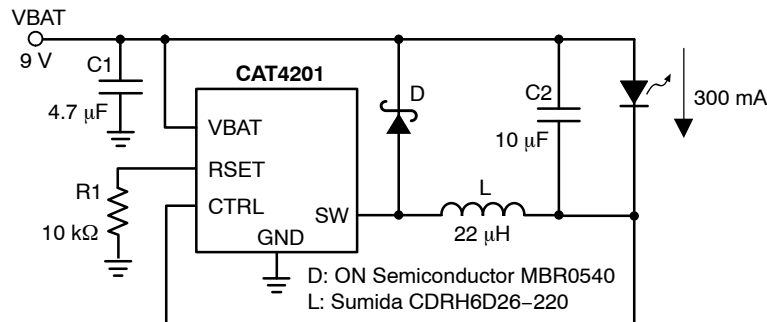 VBAT
9 V
C1
4.7 μF
CAT4201
VBAT
RSET
CTRL
SW
GND
R1
10 kΩ
D
C2
10 μF
300 mA
L
22 μH
D: ON Semiconductor MBR0540
L: Sumida CDRH6D26−220